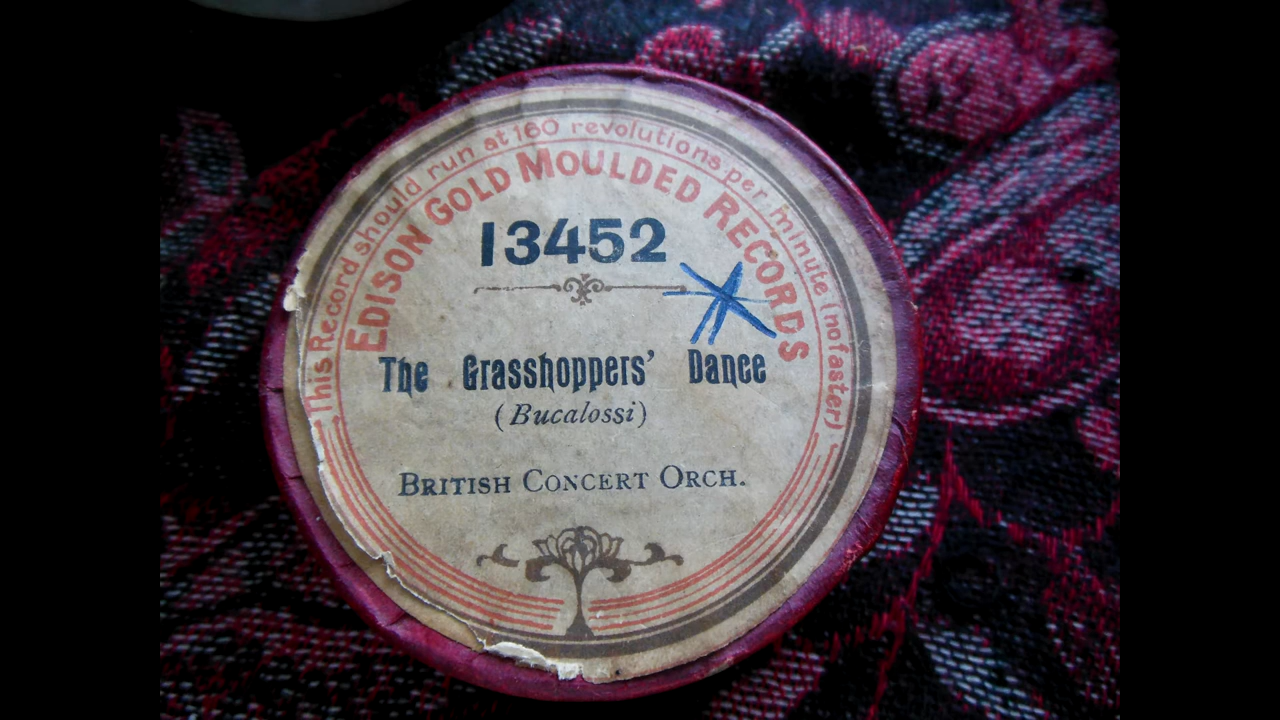 This Record should run at 160 revolutions per minute (no faster)
EDISON GOLD MOULDED RECORDS
13452
The Grasshoppers' Dance
(Bucalossi)
BRITISH CONCERT ORCH.